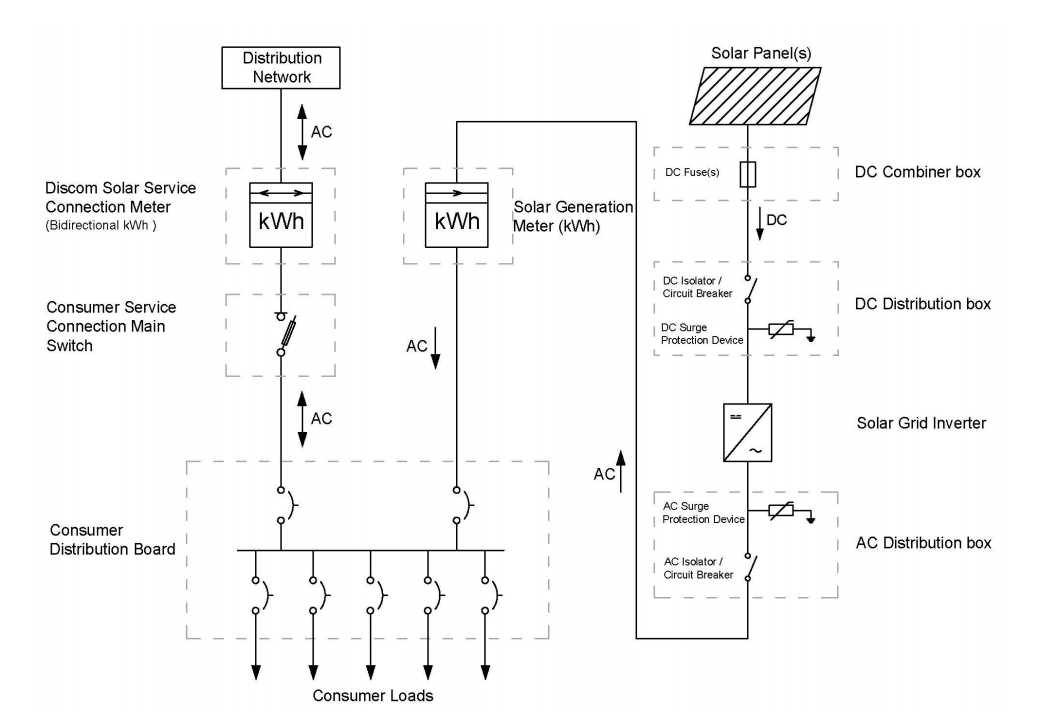 Distribution
Network
AC
Discom Solar Service
Connection Meter
(Bidirectional kWh )
kWh
Consumer Service
Connection Main
Switch
AC
Consumer
Distribution Board
Consumer Loads
kWh
Solar Generation
Meter (kWh)
AC
AC
Solar Panel(s)
DC Fuse(s)
DC Combiner box
DC
DC Isolator /
Circuit Breaker
DC Surge
Protection Device
DC Distribution box
Solar Grid Inverter
AC Surge
Protection Device
AC Isolator /
Circuit Breaker
AC Distribution box